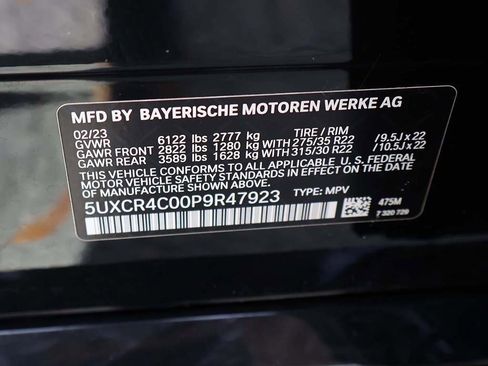 MFD BY BAYERISCHE MOTOREN WERKE AG
02/23 TIRE / RIM
GVWR 6122 lbs 2777 kg
GAWR FRONT 2822 lbs 1280 kg 275/35 R22 / 9.5J x 22
GAWR REAR 3589 lbs 1628 kg 315/30 R22 / 10.5J x 22
THIS VEHICLE CONFORMS TO ALL APPLICABLE U. S. FEDERAL
MOTOR VEHICLE SAFETY STANDARDS IN EFFECT ON THE DATE
OF MANUFACTURE SHOWN ABOVE.
5UXCR4C00P9R47923 TYPE: MPV
475M
7 320 729